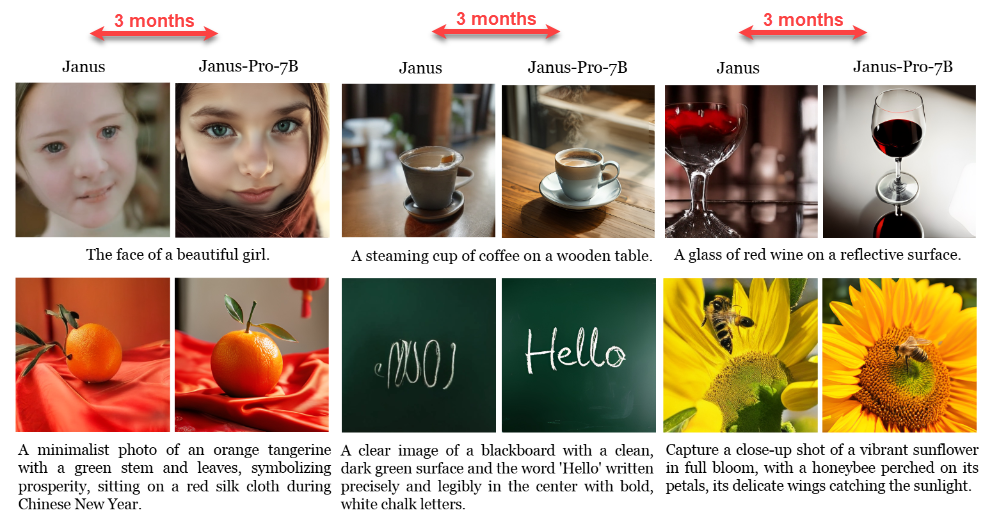 3 months
3 months
3 months
Janus
Janus-Pro-7B
Janus
Janus-Pro-7B
Janus
Janus-Pro-7B
The face of a beautiful girl.
A steaming cup of coffee on a wooden table.
A glass of red wine on a reflective surface.
Hello
A minimalist photo of an orange tangerine
with a green stem and leaves, symbolizing
prosperity, sitting on a red silk cloth during
Chinese New Year.
A clear image of a blackboard with a clean,
dark green surface and the word 'Hello' written
precisely and legibly in the center with bold,
white chalk letters.
Capture a close-up shot of a vibrant sunflower
in full bloom, with a honeybee perched on its
petals, its delicate wings catching the sunlight.